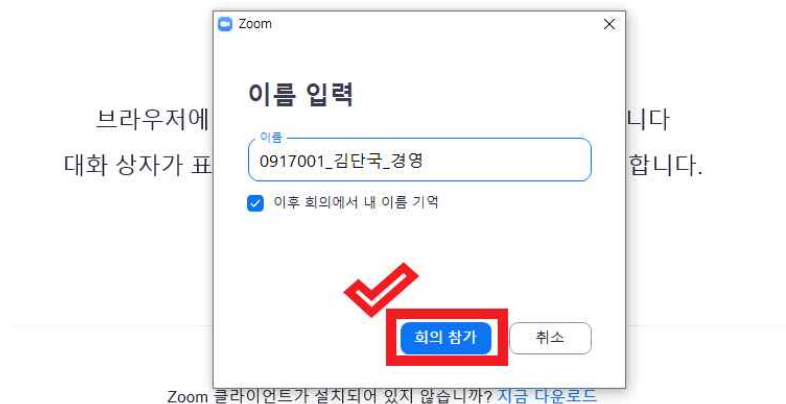 Zoom
이름 입력
브라우저에
니다
이름
0917001_김단국_경영
대화 상자가 표
합니다.
이후 회의에서 내 이름 기억
회의 참가
취소
Zoom 클라이언트가 설치되어 있지 않습니까? 지금 다운로드